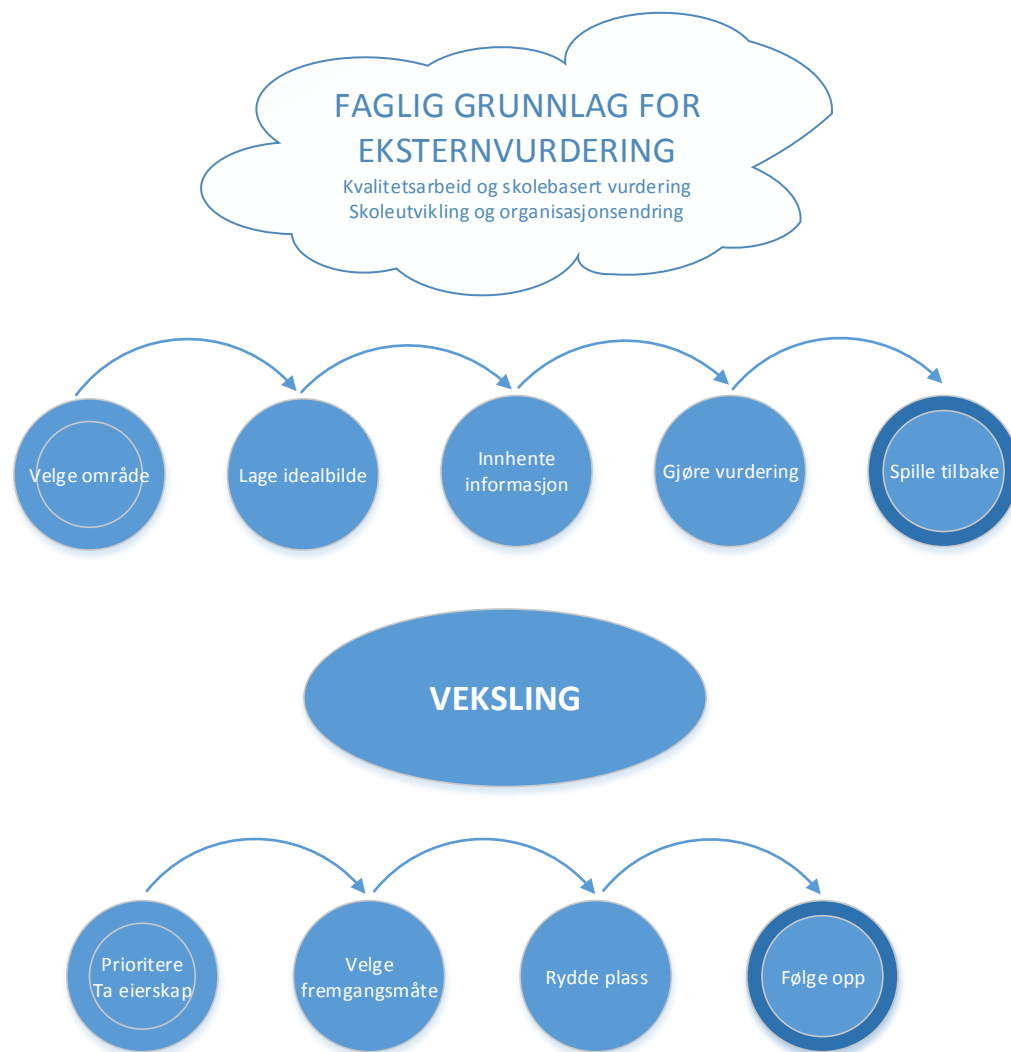 FAGLIG GRUNNLAG FOR
EKSTERNVURDERING
Kvalitetsarbeid og skolebasert vurdering
Skoleutvikling og organisasjonsendring
Velge område
Lage idealbilde
Innhente
informasjon
Gjøre vurdering
Spille tilbake
VEKSLING
Prioritere
Ta eierskap
Velge
fremgangsmåte
Rydde plass
Følge opp